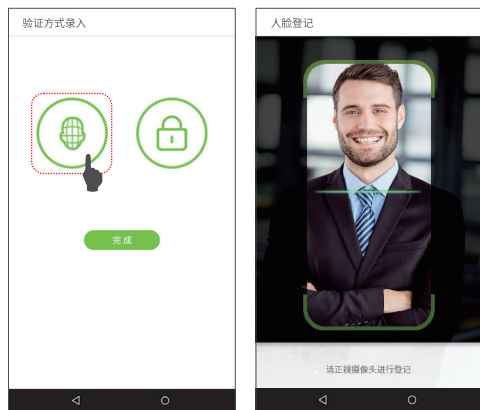 验证方式录入
完成
人脸登记
请正视摄像头进行登记